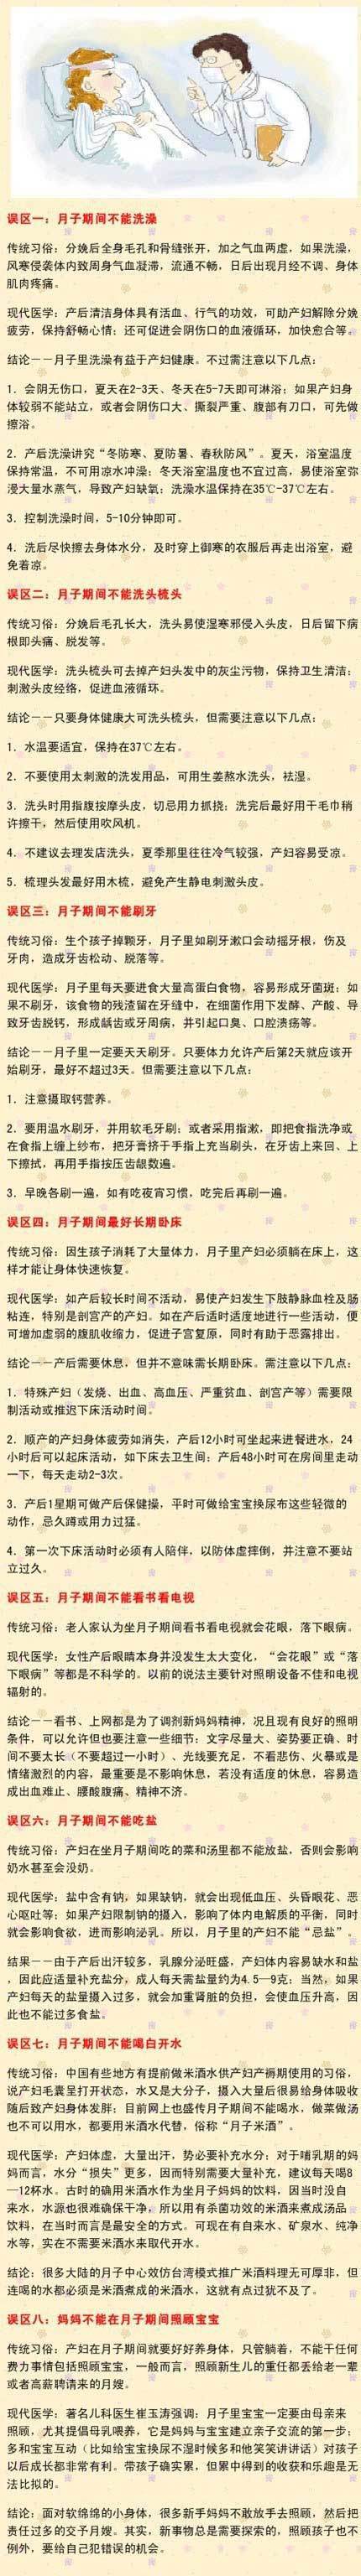 误区一：月子期间不能洗澡
传统习俗：分娩后全身毛孔和骨缝张开，加之气血两虚，如果洗澡，
风寒侵袭体内致周身气血凝滞，流通不畅，日后出现月经不调、身体
肌肉疼痛。
现代医学：产后清洁身体具有活血、行气的功效，可助产妇解除分娩
疲劳，保持舒畅心情；还可促进会阴伤口的血液循环，加快愈合等。
结论－－月子里洗澡有益于产妇健康。不过需注意以下几点：
1. 会阴无伤口，夏天在2-3天、冬天在5-7天即可淋浴；如果产妇身
体较弱不能站立，或者会阴伤口大、撕裂严重、腹部有刀口，可先做
擦浴。
2. 产后洗澡讲究“冬防寒、夏防暑、春秋防风”。夏天，浴室温度
保持常温，不可用凉水冲澡；冬天浴室温度也不宜过高，易使浴室弥
漫大量水蒸气，导致产妇缺氧；洗澡水温保持在35℃-37℃左右。
3. 控制洗澡时间，5-10分钟即可。
4. 洗后尽快擦去身体水分，及时穿上御寒的衣服后再走出浴室，避
免着凉。
误区二：月子期间不能洗头梳头
传统习俗：分娩后毛孔长大，洗头易使湿寒邪侵入头皮，日后留下病
根即头痛、脱发等。
现代医学：洗头梳头可去掉产妇头发中的灰尘污物，保持卫生清洁；
刺激头皮经络，促进血液循环。
结论－－只要身体健康大可洗头梳头，但需要注意以下几点：
1. 水温要适宜，保持在37℃左右。
2. 不要使用太刺激的洗发用品，可用生姜熬水洗头，祛湿。
3. 洗头时用指腹按摩头皮，切忌用力抓挠；洗完后最好用干毛巾稍
许擦干，然后使用吹风机。
4. 不建议去理发店洗头，夏季那里往往冷气较强，产妇容易受凉。
5. 梳理头发最好用木梳，避免产生静电刺激头皮。
误区三：月子期间不能刷牙
传统习俗：生个孩子掉颗牙，月子里如刷牙漱口会动摇牙根，伤及
牙肉，造成牙齿松动、脱落等。
现代医学：月子里每天要进食大量高蛋白食物，容易形成牙菌斑；如
果不刷牙，该食物的残渣留在牙缝中，在细菌作用下发酵、产酸、导
致牙齿脱钙，形成龋齿或牙周病，并引起口臭、口腔溃疡等。
结论－－月子里一定要天天刷牙。只要体力允许产后第2天就应该开
始刷牙，最好不超过3天。但需要注意以下几点：
1. 注意摄取钙营养。
2. 要用温水刷牙，并用软毛牙刷；或者采用指漱，即把食指洗净或
在食指上缠上纱布，把牙膏挤于手指上充当刷头，在牙齿上来回、上
下擦拭，再用手指按压齿龈数遍。
3. 早晚各刷一遍，如有吃夜宵习惯，吃完后再刷一遍。
误区四：月子期间最好长期卧床
传统习俗：因生孩子消耗了大量体力，月子里产妇必须躺在床上，这
样才能让身体快速恢复。
现代医学：如产后较长时间不活动，易使产妇发生下肢静脉血栓及肠
粘连，特别是剖宫产的产妇。如在产后适时适度地进行一些活动，便
可增加虚弱的腹肌收缩力，促进子宫复原，同时有助于恶露排出。
结论－－产后需要休息，但并不意味需长期卧床。需注意以下几点：
1. 特殊产妇（发烧、出血、高血压、严重贫血、剖宫产等）需要限
制活动或推迟下床活动时间。
2. 顺产的产妇身体疲劳如消失，产后12小时可坐起来进餐进水，24
小时后可以起床活动，如下床去卫生间；产后48小时可在房间里走动
一下，每天走动2-3次。
3. 产后1星期可做产后保健操，平时可做给宝宝换尿布这些轻微的
动作，忌久蹲或用力过猛。
4. 第一次下床活动时必须有人陪伴，以防体虚摔倒，并注意不要站
立过久。
误区五：月子期间不能看书看电视
传统习俗：老人家认为坐月子期间看书看电视就会花眼，落下眼病。
现代医学：女性产后眼睛本身并没发生太大变化，“会花眼”或“落
下眼病”等都是不科学的。以前的说法主要针对照明设备不佳和电视
辐射的。
结论－－看书、上网都是为了调剂新妈妈精神，况且现有良好的照明
条件，可以允许但也要注意一些细节：文字尽量大、姿势要正确、时
间不要太长（不要超过一小时）、光线要充足，不看悲伤、火暴或是
情绪激烈的内容，最重要是不影响休息，若没有适度的休息，容易造
成出血难止、腰酸腹痛、精神不济。
误区六：月子期间不能吃盐
传统习俗：产妇在坐月子期间吃的菜和汤里都不能放盐，否则会影响
奶水甚至会没奶。
现代医学：盐中含有钠，如果缺钠，就会出现低血压、头昏眼花、恶
心呕吐等；如果产妇限制钠的摄入，影响了体内电解质的平衡，同时
就会影响食欲，进而影响泌乳。所以，月子里的产妇不能“忌盐”。
结果－－由于产后出汗较多，乳腺分泌旺盛，产妇体内容易缺水和盐
，因此应适量补充盐分，成人每天需盐量约为4.5—9克；当然，如果
产妇每天的盐量摄入过多，就会加重肾脏的负担，会使血压升高，因
此也不能过多食盐。
误区七：月子期间不能喝白开水
传统习俗：中国有些地方有提前做米酒水供产妇产褥期使用的习俗，
说产妇毛囊呈打开状态，水又是大分子，摄入大量后很易给身体吸收
随后致产妇身体发胖；目前网上也盛传月子期间不能喝水，做菜做汤
也不可以用水，都要用米酒水代替，俗称“月子米酒”。
现代医学：产妇体虚，大量出汗，势必要补充水分；对于哺乳期的妈
妈而言，水分“损失”更多，因而特别需要大量补充，建议每天喝8
—12杯水。古时的确用米酒水作为坐月子妈妈的饮料，因当时没自
来水，水源也很难确保干净，所以用有杀菌功效的米酒来煮成汤品
饮料，在当时而言是最安全的方式。可现在有自来水、矿泉水、纯净
水等，实在不需要米酒水来取代开水。
结论：很多大陆的月子中心效仿台湾模式推广米酒料理无可厚非，但
连喝的水都必须是米酒煮成的米酒水，这就有点过犹不及了。
误区八：妈妈不能在月子期间照顾宝宝
传统习俗：产妇在月子期间就要好好养身体，只管躺着，不能干任何
费力事情包括照顾宝宝，一般而言，照顾新生儿的重任都丢给老一辈
或者高薪聘请来的月嫂。
现代医学：著名儿科医生崔玉涛强调：月子里宝宝一定要由母亲来
照顾，尤其提倡母乳喂养，它是妈妈与宝宝建立亲子交流的第一步；
多和宝宝互动（比如给宝宝换尿不湿时候多和他笑笑讲讲话）对孩子
以后成长都非常有利。带孩子确实累，但累中得到的收获和乐趣是无
法比拟的。
结论：面对软绵绵的小身体，很多新手妈妈不敢放手去照顾，然后把
责任过多的交予月嫂。其实，新事物总是需要探索的，照顾孩子也不
例外，要给自己犯错误的机会。